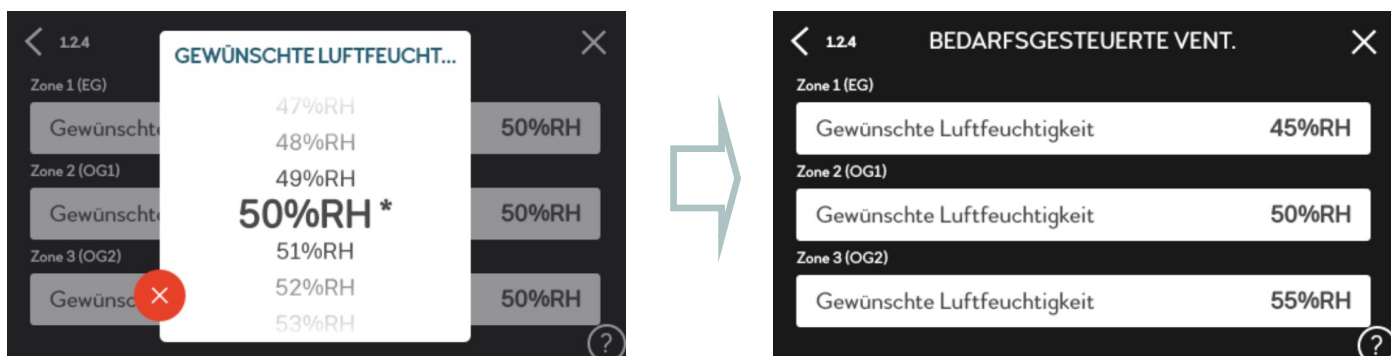 1.2.4
GEWÜNSCHTE LUFTFEUCHT...
Zone 1 (EG)
47%RH
Gewünschte
50%RH
48%RH
Zone 2 (OG1)
49%RH
Gewünscht
50%RH *
50%RH
51%RH
Zone 3 (OG2)
52%RH
Gewünsc
50%RH
53%RH
?
1.2.4 BEDARFSGESTEUERTE VENT.
Zone 1 (EG)
Gewünschte Luftfeuchtigkeit 45%RH
Zone 2 (OG1)
Gewünschte Luftfeuchtigkeit 50%RH
Zone 3 (OG2)
Gewünschte Luftfeuchtigkeit 55%RH
?